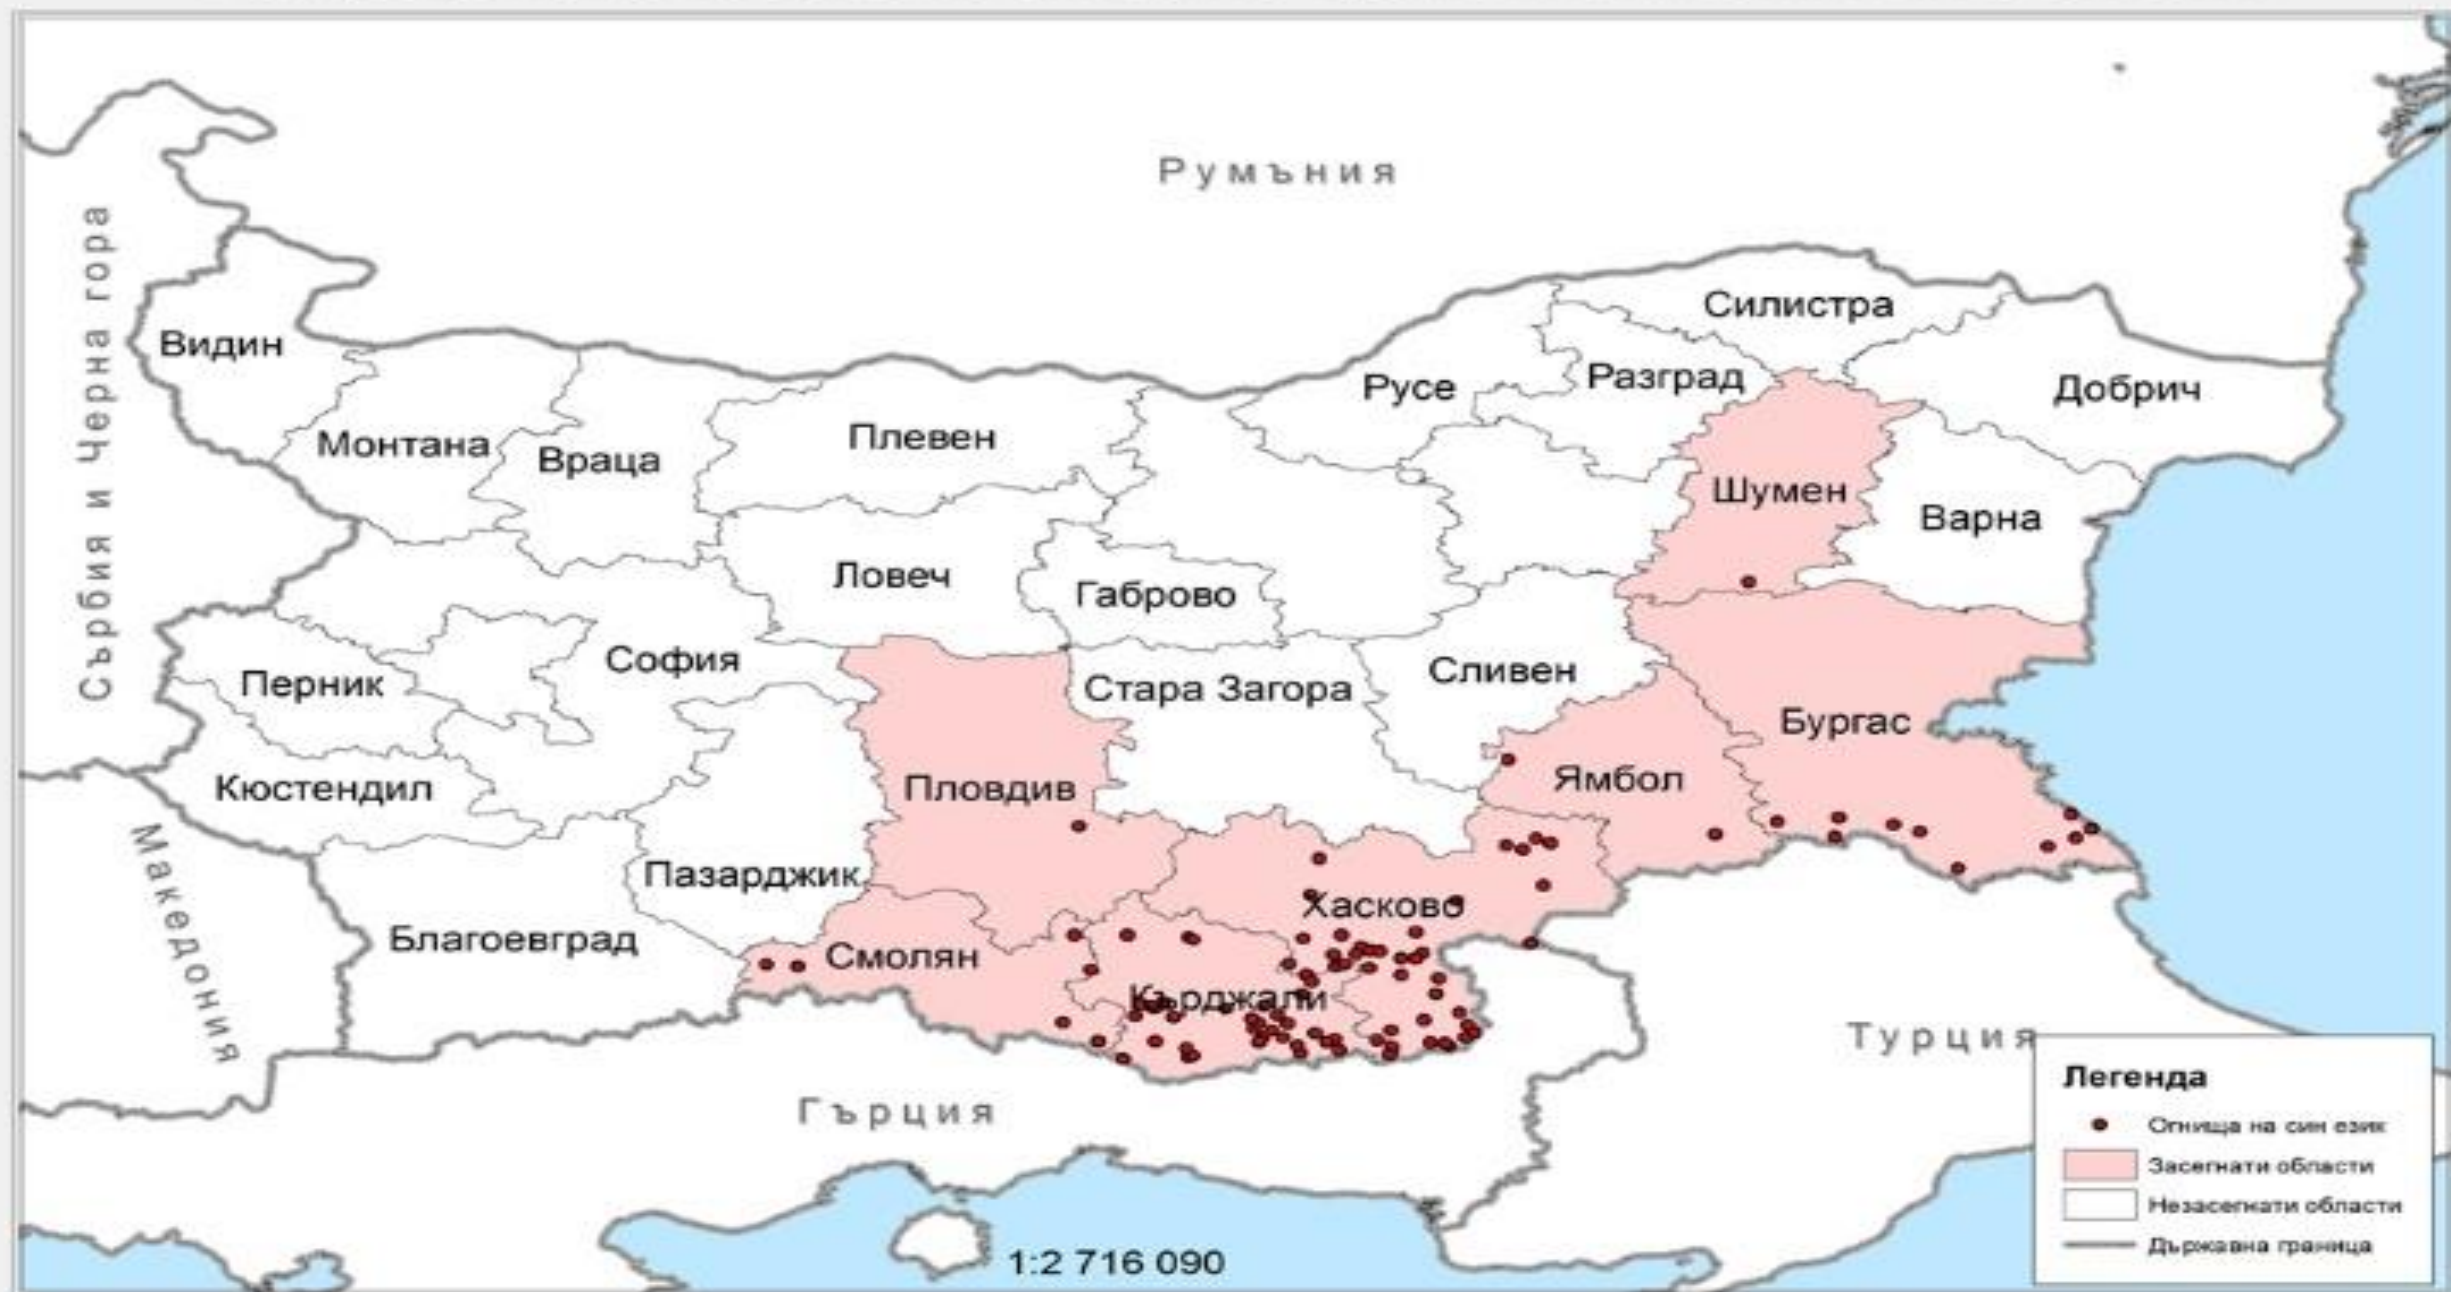 Румъния
Сърбия и Черна гора
Силистра
Видин
Русе
Разград
Добрич
Монтана
Враца
Плевен
Шумен
Варна
Ловеч
Габрово
София
Перник
Стара Загора
Сливен
Бургас
Кюстендил
Пловдив
Ямбол
Македония
Пазарджик
Хасково
Благоевград
Смолян
Кърджали
Турция
Гърция
Легенда
Огнища на син език
Засегнати области
Незасегнати области
Държавна граница
1:2 716 090